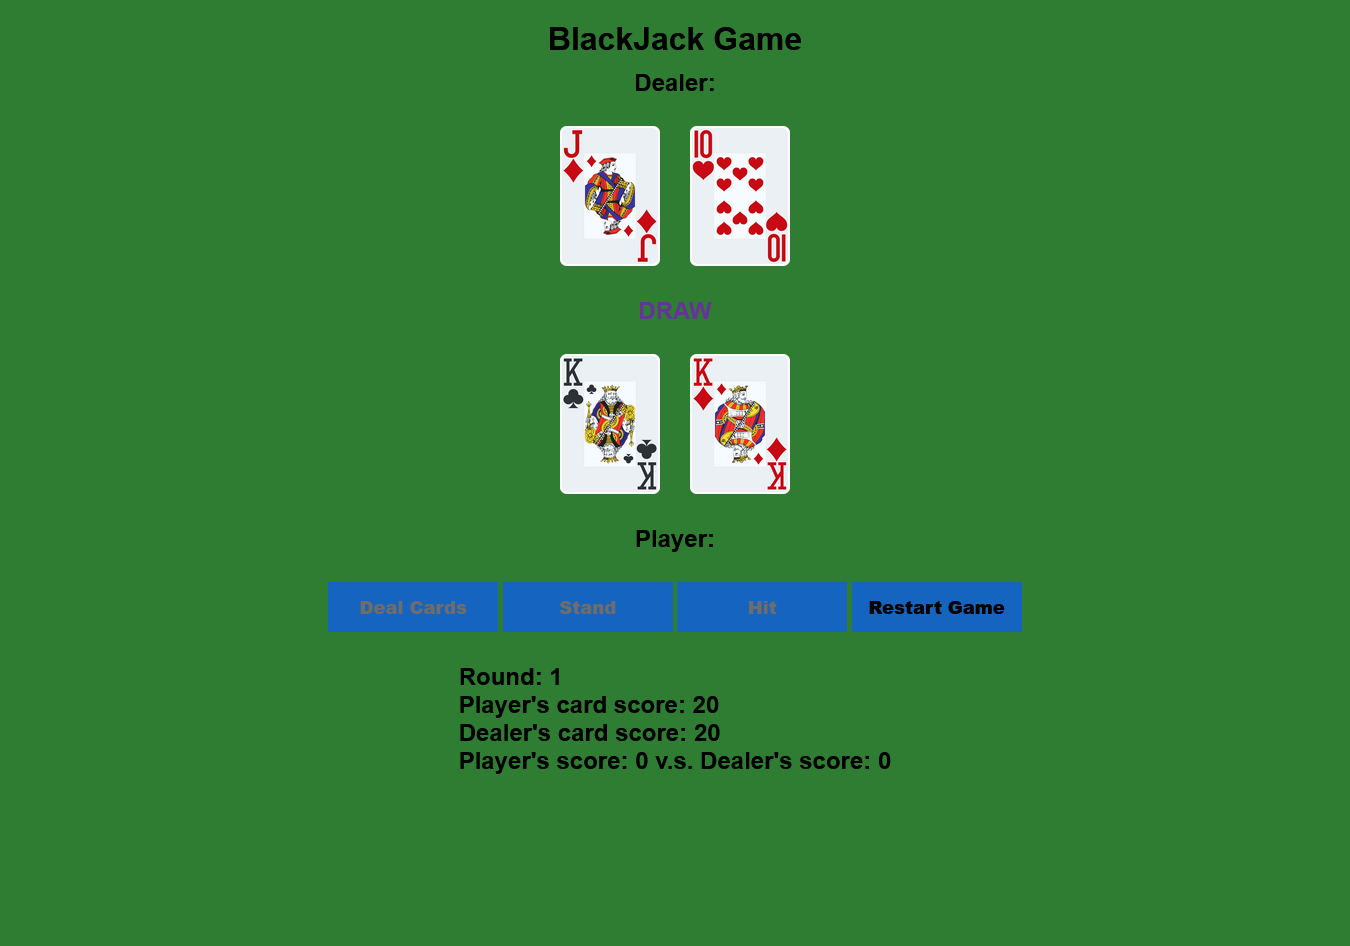 BlackJack Game
Dealer:
J 10
J 10
DRAW
K K
K K
Player:
Deal Cards Stand Hit Restart Game
Round: 1
Player's card score: 20
Dealer's card score: 20
Player's score: 0 v.s. Dealer's score: 0